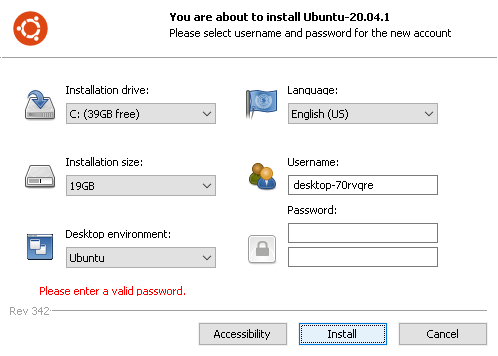 You are about to install Ubuntu-20.04.1
Please select username and password for the new account
Installation drive:
C: (39GB free)
Language:
English (US)
Installation size:
19GB
Username:
desktop-70rvqre
Password:
Desktop environment:
Ubuntu
Please enter a valid password.
Rev 342
Accessibility
Install
Cancel